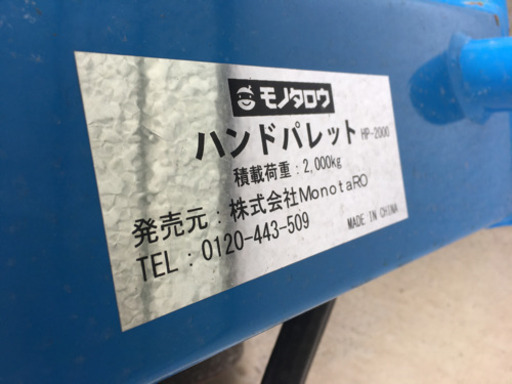 モノタロウ
ハンドパレット HP-2000
積載荷重：2,000kg
発売元：株式会社MonotaRO
TEL：0120-443-509
MADE IN CHINA